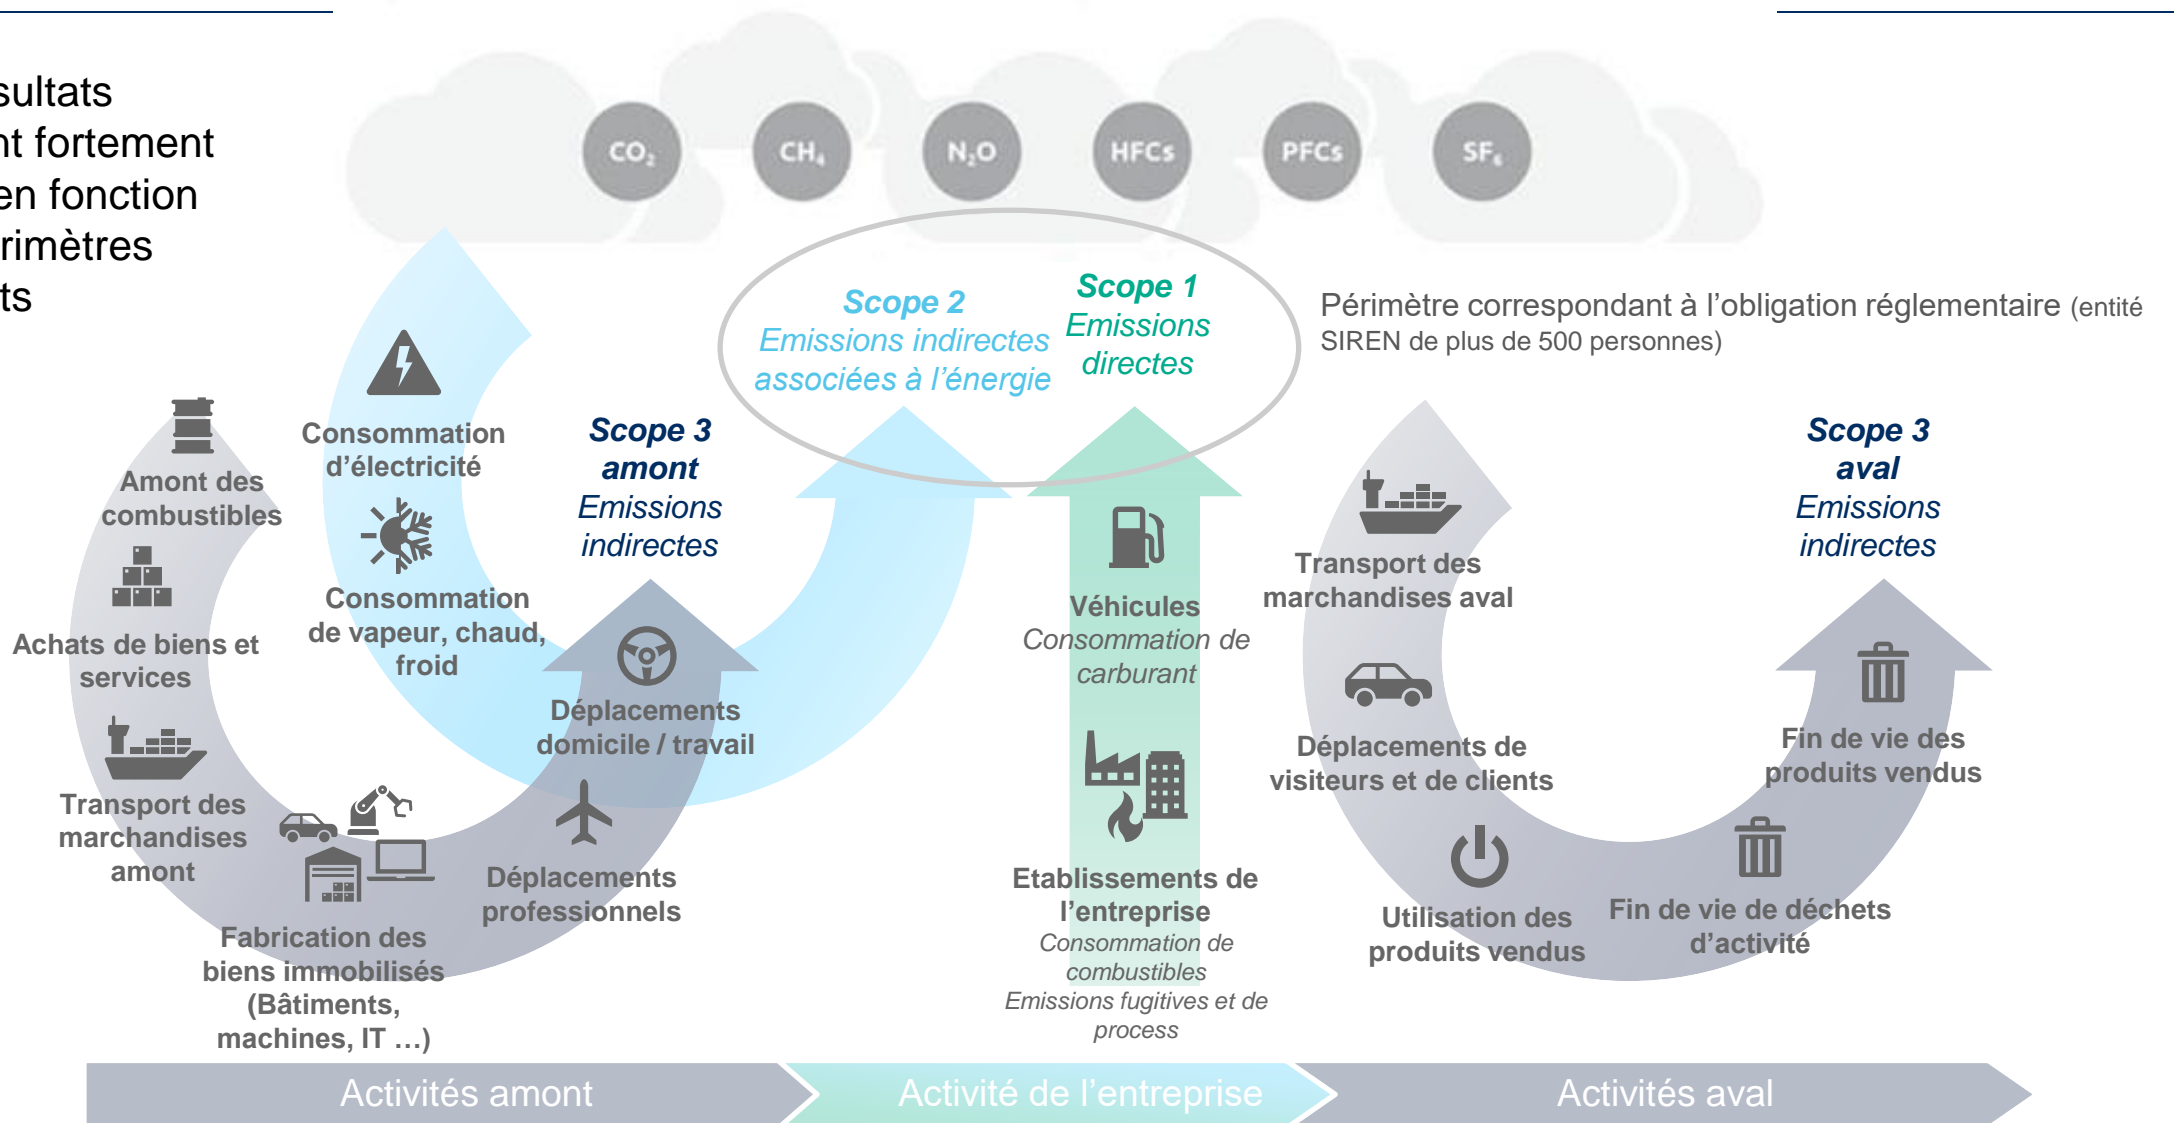 sultats
nt fortement
en fonction
rimètres
ts
CO₂
CH₄
N₂O
HFCs
PFCs
SF₆
Scope 2
Emissions indirectes
associées à l’énergie
Scope 1
Emissions
directes
Périmètre correspondant à l’obligation réglementaire (entité
SIREN de plus de 500 personnes)
Amont des
combustibles
Achats de biens et
services
Transport des
marchandises
amont
Fabrication des
biens immobilisés
(Bâtiments,
machines, IT …)
Consommation
d’électricité
Consommation
de vapeur, chaud,
froid
Scope 3
amont
Emissions
indirectes
Déplacements
domicile / travail
Déplacements
professionnels
Véhicules
Consommation de
carburant
Etablissements de
l’entreprise
Consommation de
combustibles
Emissions fugitives et de
process
Transport des
marchandises aval
Déplacements de
visiteurs et de clients
Utilisation des
produits vendus
Fin de vie de déchets
d’activité
Fin de vie des
produits vendus
Scope 3
aval
Emissions
indirectes
Activités amont
Activité de l’entreprise
Activités aval